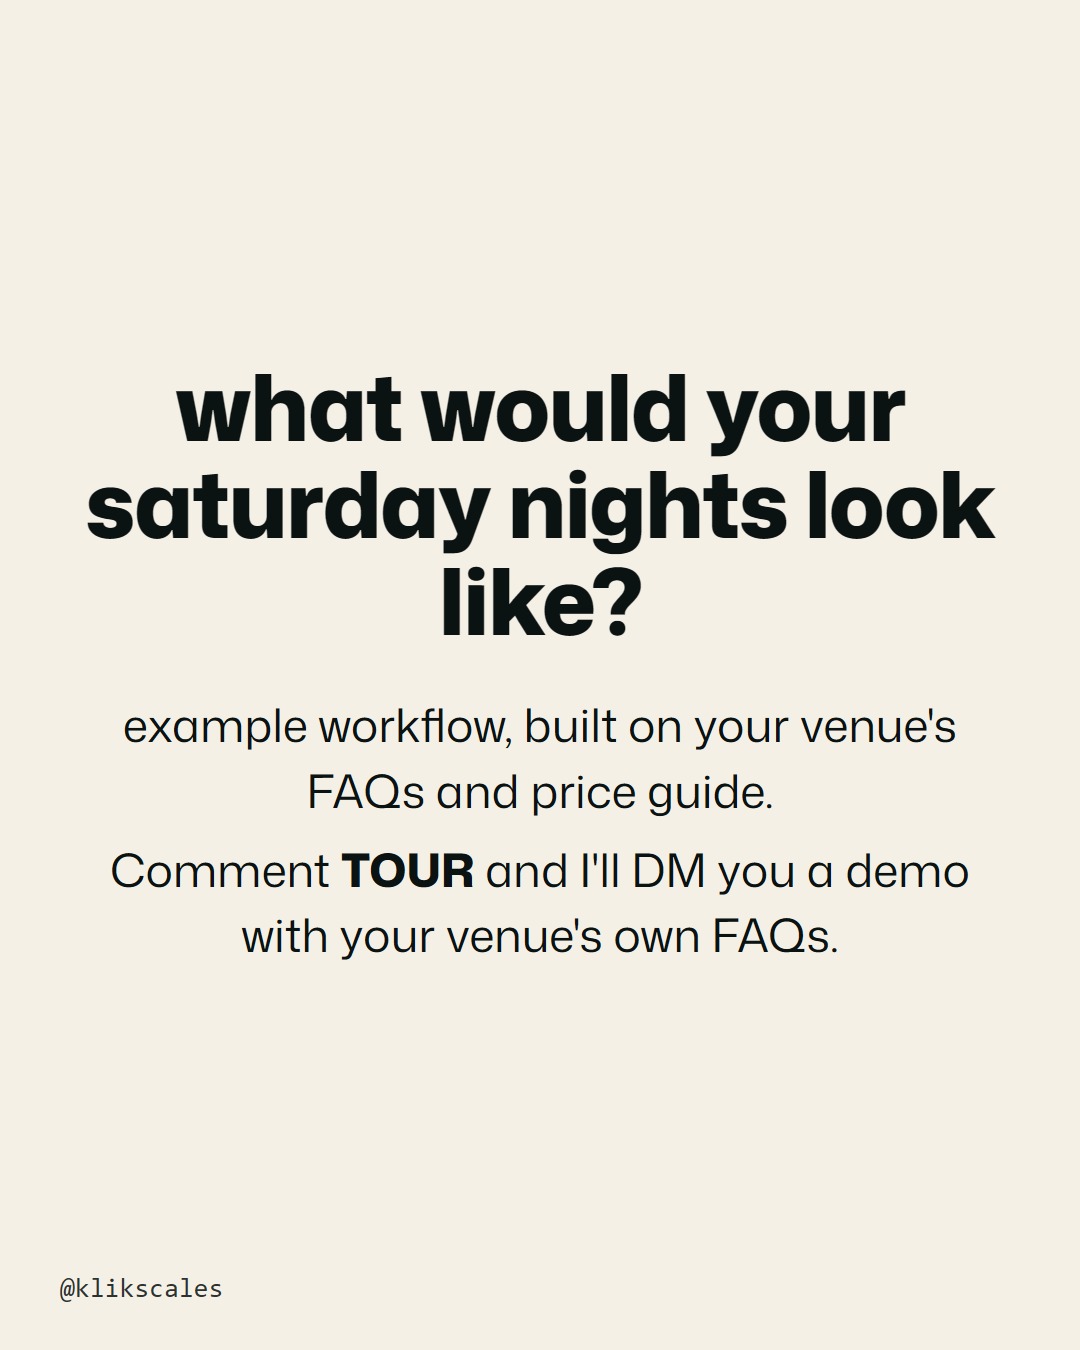 what would your
saturday nights look
like?
example workflow, built on your venue's
FAQs and price guide.
Comment TOUR and I'll DM you a demo
with your venue's own FAQs.
@klikscales